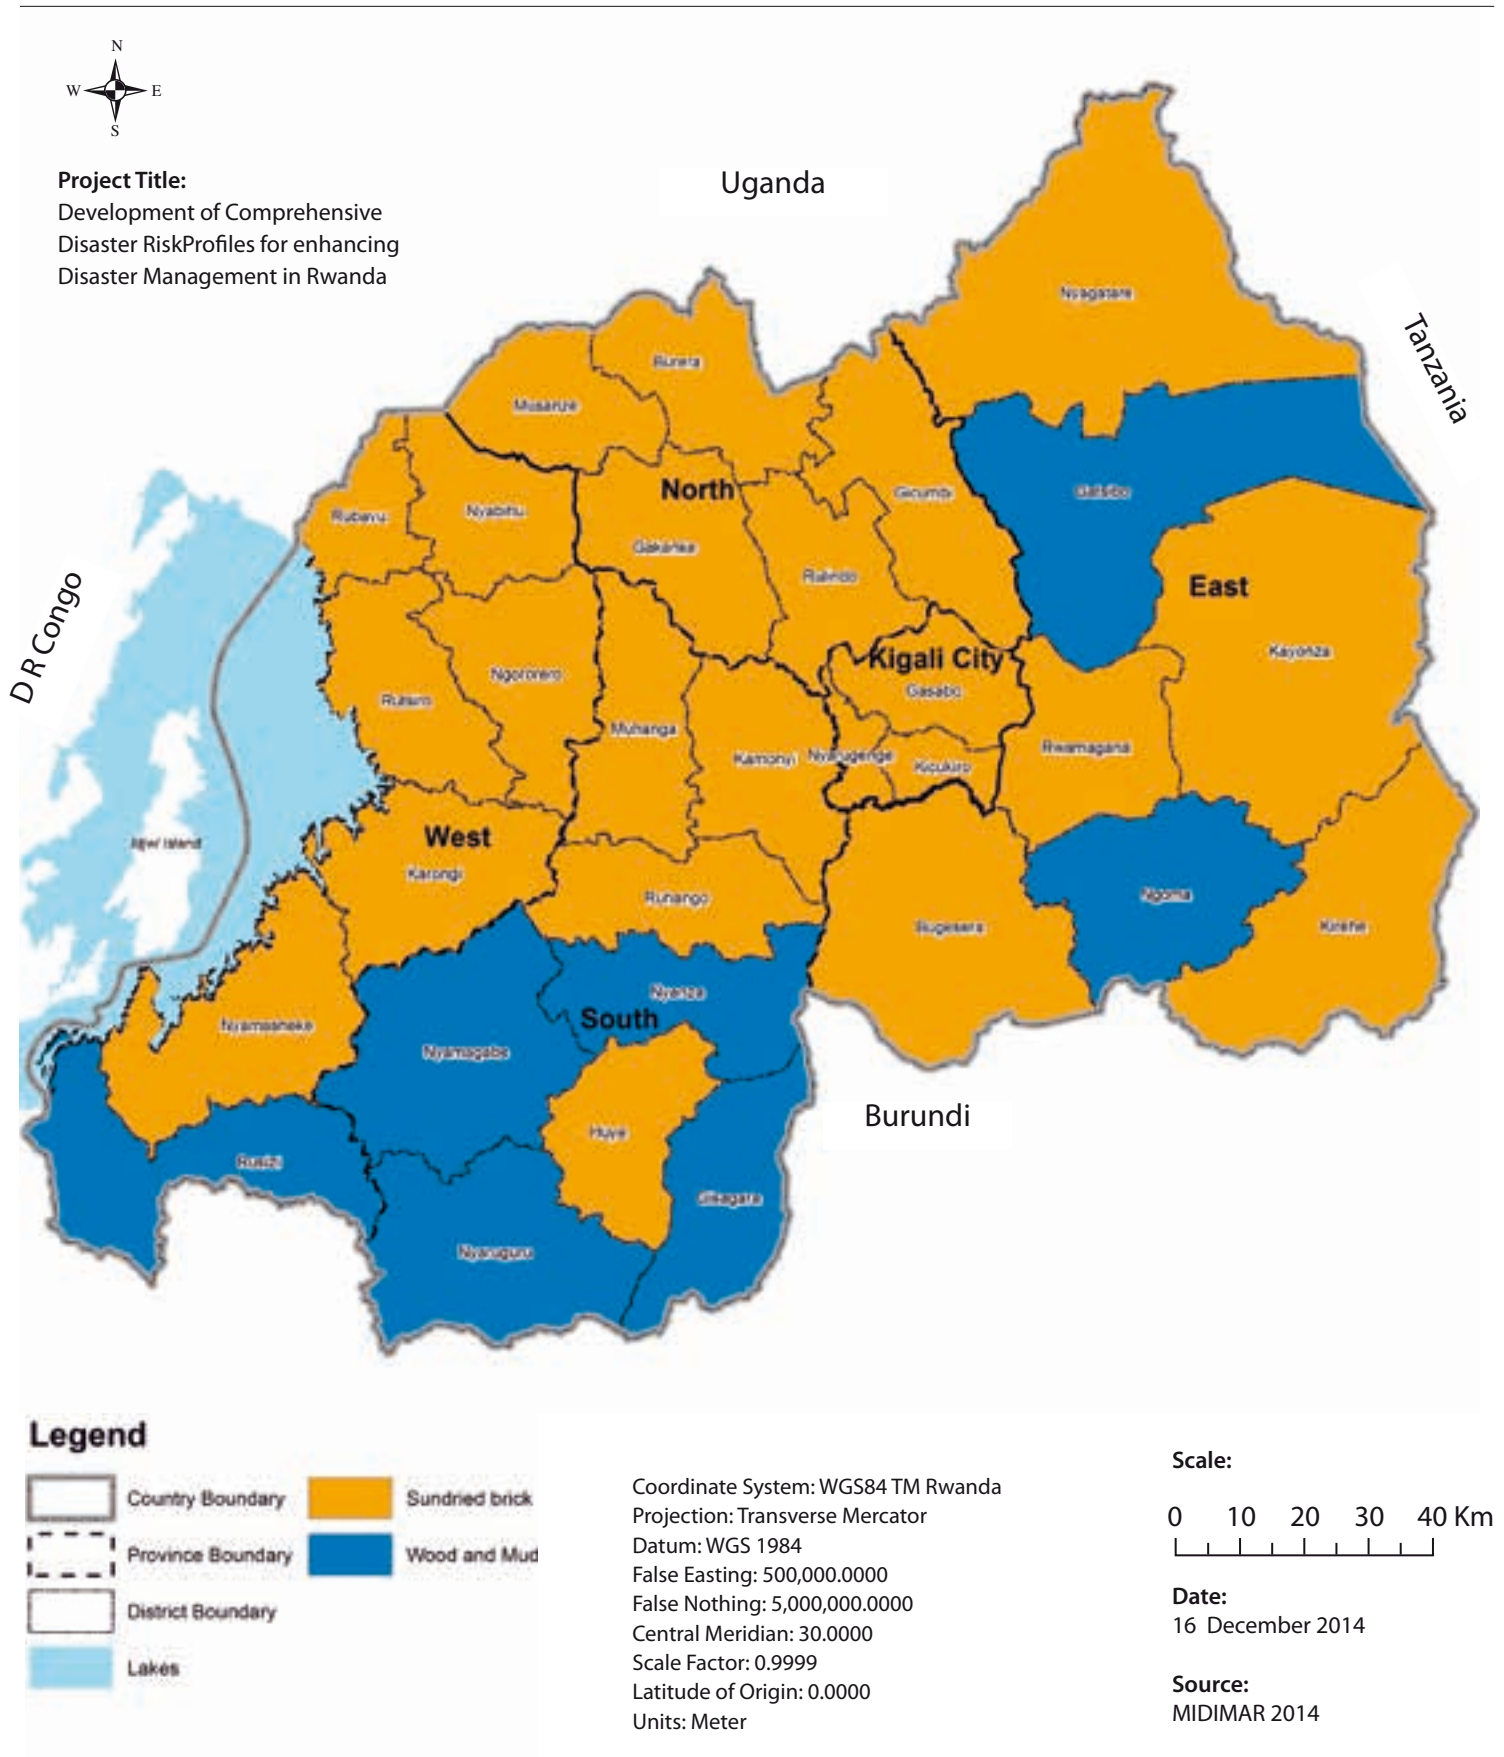 N
W E
S
Project Title:
Development of Comprehensive
Disaster RiskProfiles for enhancing
Disaster Management in Rwanda
Uganda
Tanzania
D R Congo
Burundi
Nyagatare
Burera
Musanze
North
Gicumbi
Gatsibo
Rubavu
Nyabihu
Gakenke
Rulindo
East
Kayonza
Kigali City
Gasabo
Ngororero
Rutsiro
Muhanga
Kamonyi
Nyarugenge
Kicukiro
Rwamagana
West
Karongi
Idjwi Island
Ruhango
Ngoma
Bugesera
Kirehe
Nyanza
South
Nyamasheke
Nyamagabe
Huye
Rusizi
Gisagara
Nyaruguru
Legend
Country Boundary
Sundried brick
Province Boundary
Wood and Mud
District Boundary
Lakes
Coordinate System: WGS84 TM Rwanda
Projection: Transverse Mercator
Datum: WGS 1984
False Easting: 500,000.0000
False Nothing: 5,000,000.0000
Central Meridian: 30.0000
Scale Factor: 0.9999
Latitude of Origin: 0.0000
Units: Meter
Scale:
0 10 20 30 40 Km
Date:
16 December 2014
Source:
MIDIMAR 2014